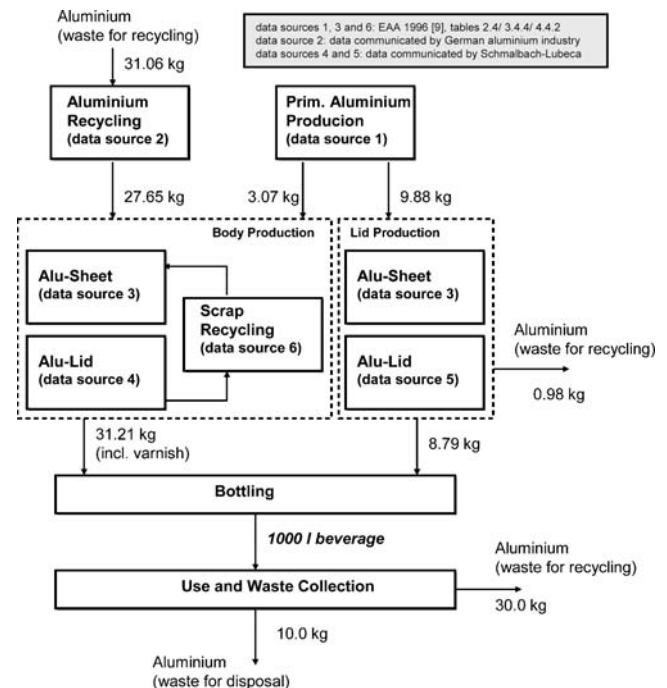 Aluminium
(waste for recycling)
data sources 1, 3 and 6: EAA 1996 [9], tables 2.4/ 3.4.4/ 4.4.2
data source 2: data communicated by German aluminium industry
data sources 4 and 5: data communicated by Schmalbach-Lubeca
31.06 kg
Aluminium
Recycling
(data source 2)
Prim. Aluminium
Producion
(data source 1)
27.65 kg
3.07 kg
9.88 kg
Body Production
Lid Production
Alu-Sheet
(data source 3)
Scrap
Recycling
(data source 6)
Alu-Lid
(data source 4)
Alu-Sheet
(data source 3)
Alu-Lid
(data source 5)
Aluminium
(waste for recycling)
0.98 kg
31.21 kg
(incl. varnish)
8.79 kg
Bottling
1000 l beverage
Use and Waste Collection
Aluminium
(waste for recycling)
30.0 kg
10.0 kg
Aluminium
(waste for disposal)